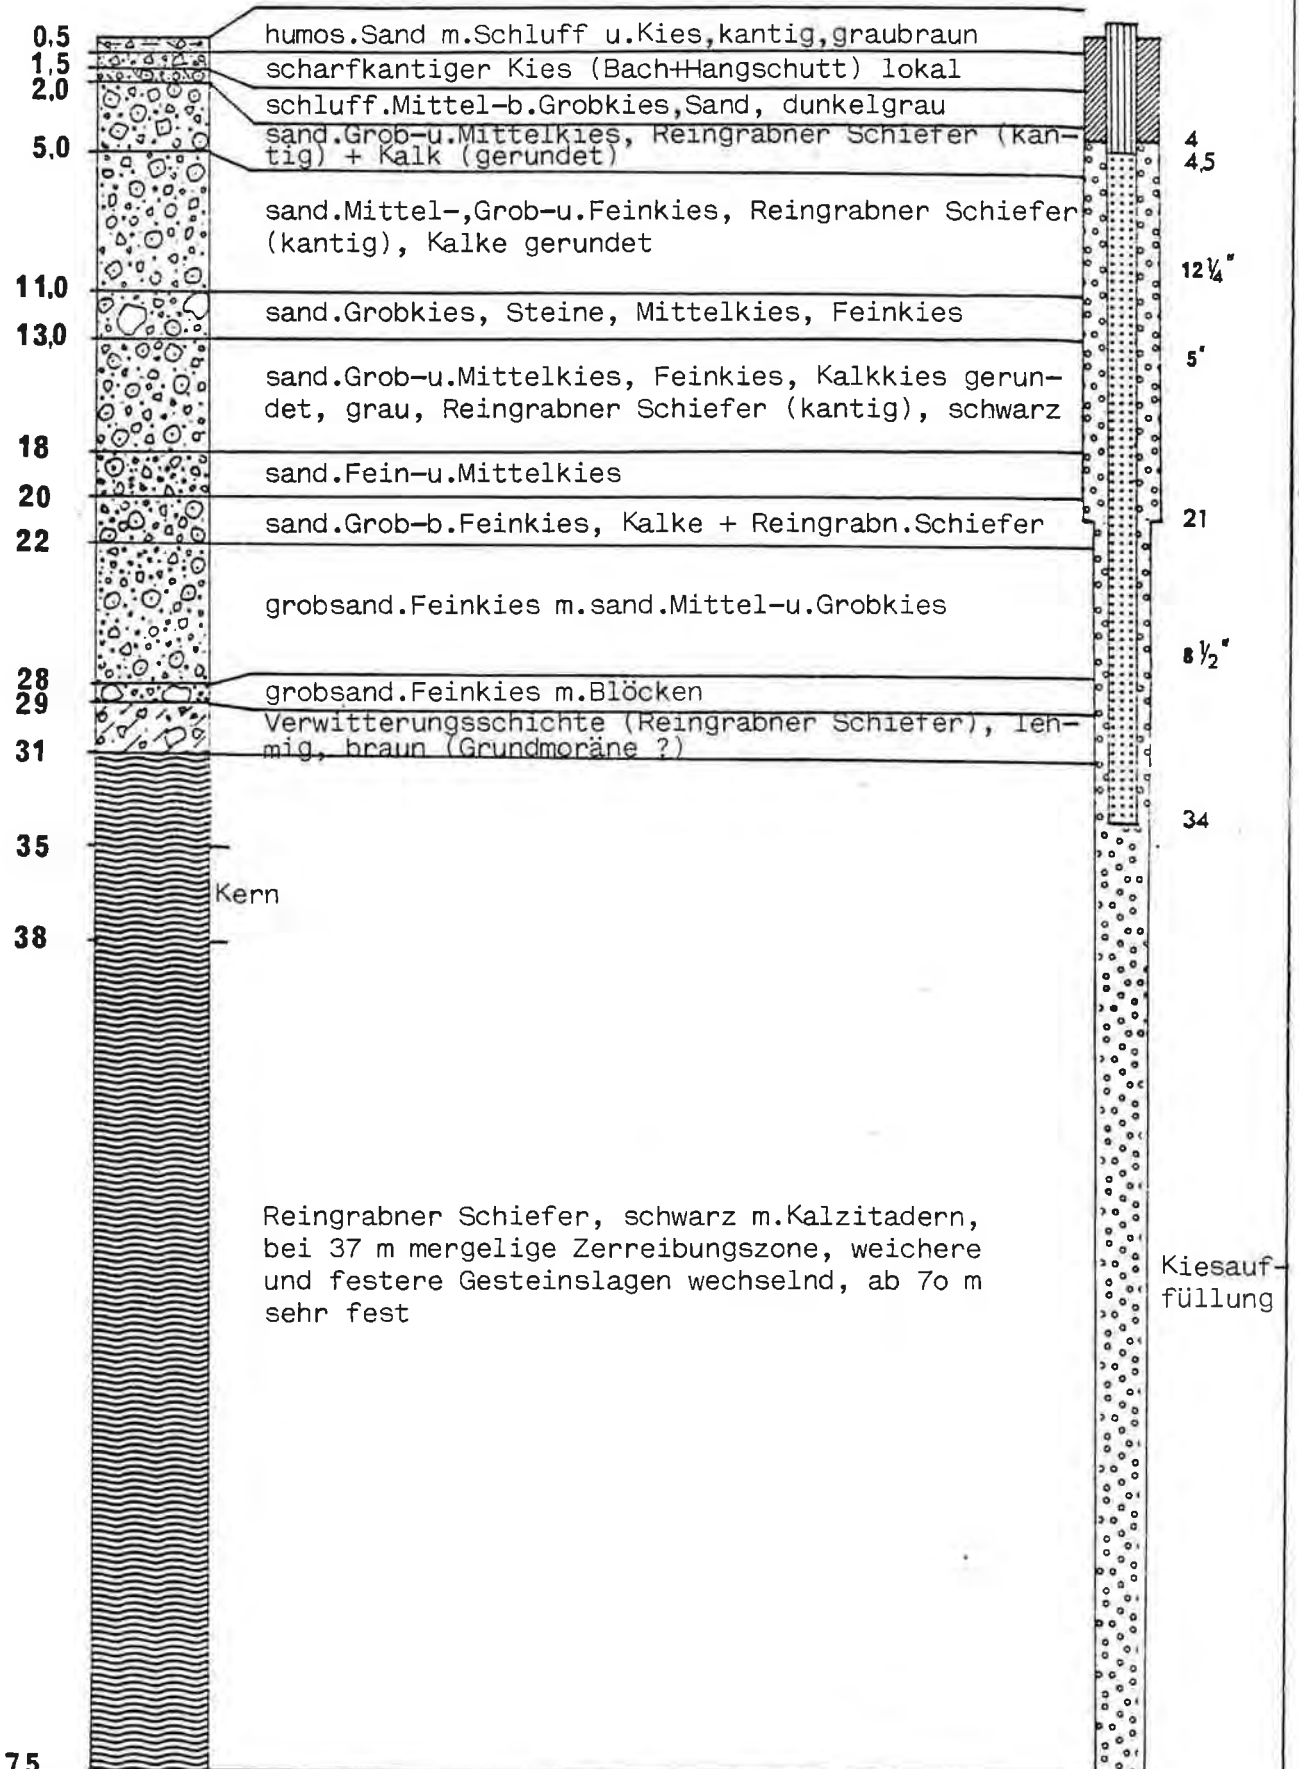 0,5
humos.Sand m.Schluff u.Kies,kantig,graubraun
1,5
scharfkantiger Kies (Bach+Hangschutt) lokal
2,0
schluff.Mittel-b.Grobkies,Sand, dunkelgrau
sand.Grob-u.Mittelkies, Reingrabner Schiefer (kan-
tig) + Kalk (gerundet)
4
4,5
5,0
sand.Mittel-,Grob-u.Feinkies, Reingrabner Schiefer
(kantig), Kalke gerundet
12 1/4"
11,0
sand.Grobkies, Steine, Mittelkies, Feinkies
13,0
5"
sand.Grob-u.Mittelkies, Feinkies, Kalkkies gerun-
det, grau, Reingrabner Schiefer (kantig), schwarz
18
sand.Fein-u.Mittelkies
20
sand.Grob-b.Feinkies, Kalke + Reingrabn.Schiefer
21
22
grobsand.Feinkies m.sand.Mittel-u.Grobkies
8 1/2"
28
grobsand.Feinkies m.Blöcken
29
Verwitterungsschichte (Reingrabner Schiefer), leh-
mig, braun (Grundmoräne ?)
31
34
35
Kern
38
Reingrabner Schiefer, schwarz m.Kalzitadern,
bei 37 m mergelige Zerreibungszone, weichere
und festere Gesteinslagen wechselnd, ab 7o m
sehr fest
Kiesauf-
füllung
75